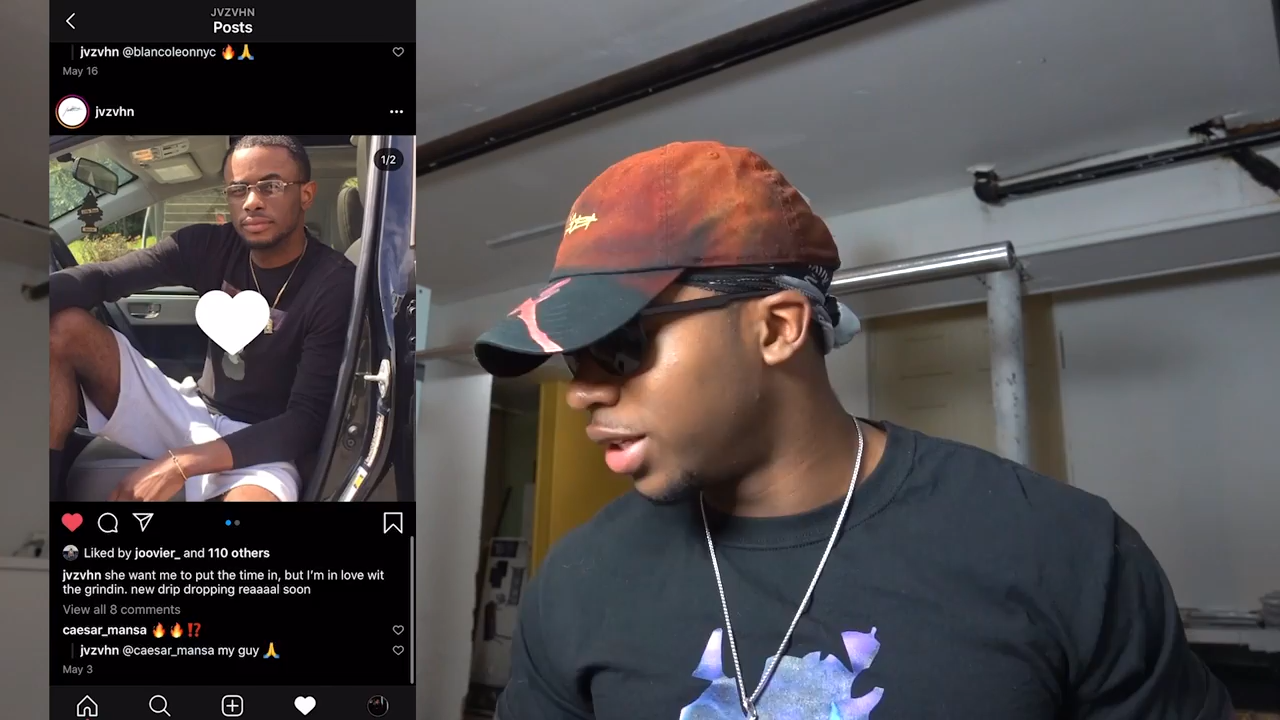 JVZVHN
Posts
jvzvhn @blancoleonnyc 🔥🙏
May 16
jvzvhn
1/2
Liked by joovier_ and 110 others
jvzvhn she want me to put the time in, but I'm in love wit
the grindin. new drip dropping reaaaal soon
View all 8 comments
caesar_mansa 🔥🔥⁉️
jvzvhn @caesar_mansa my guy 🙏
May 3